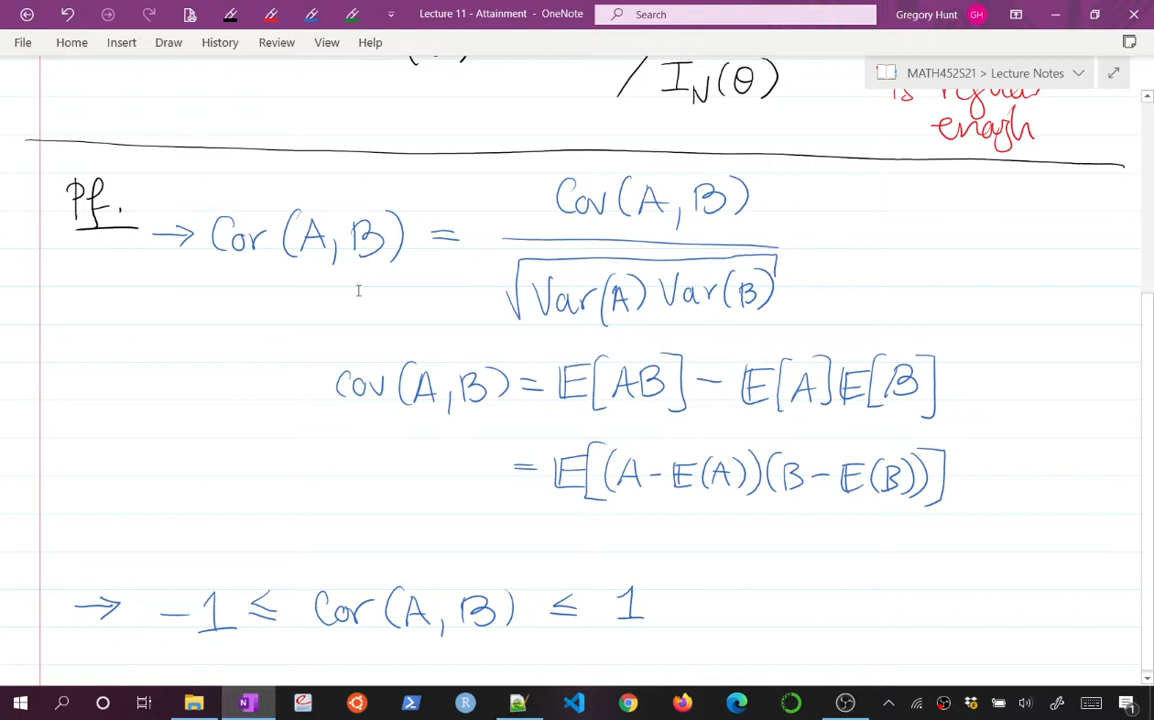 Lecture 11 - Attainment - OneNote
Search
Gregory Hunt
GH
File Home Insert Draw History Review View Help
MATH452S21 > Lecture Notes
/ I_N(θ)
enough
Pf.
→ Cor(A,B) = Cov(A,B) / √Var(A) Var(B)
Cov(A,B) = E[AB] - E[A]E[B]
= E[(A-E(A))(B-E(B))]
→ -1 ≤ Cor(A,B) ≤ 1